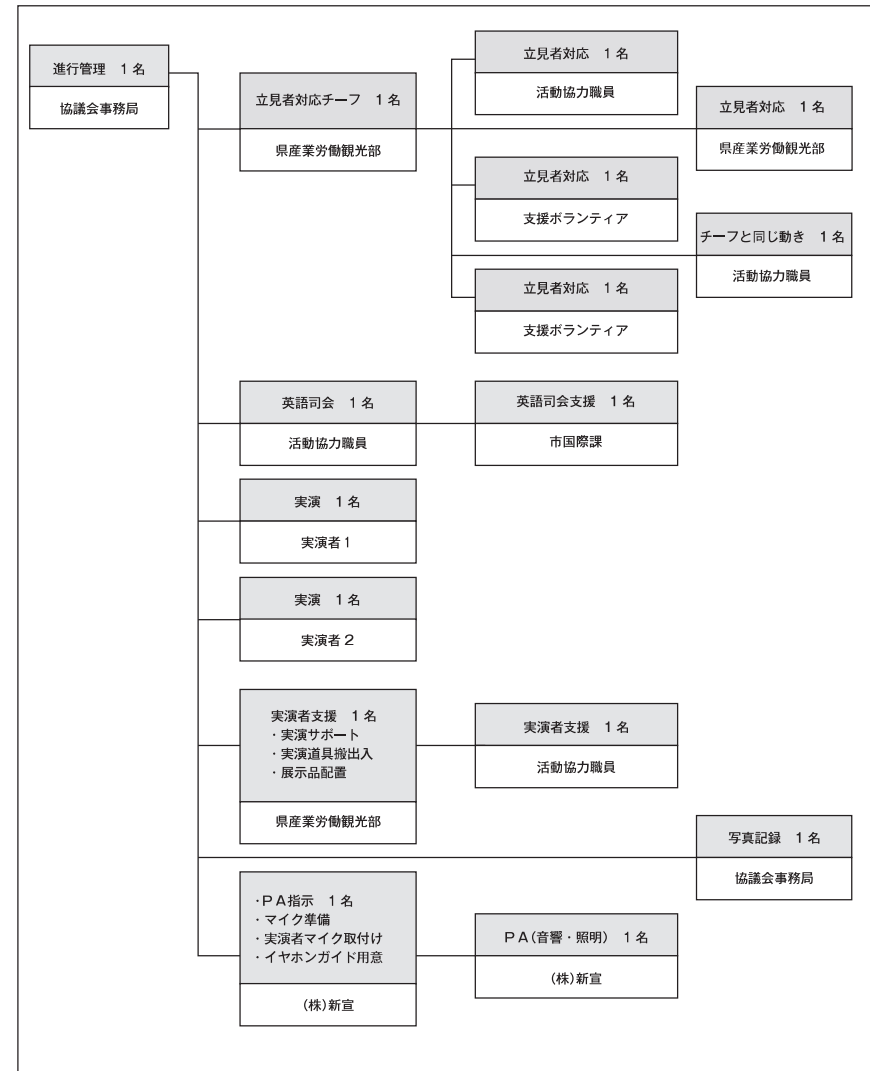 進行管理　1名
協議会事務局
立見者対応チーフ　1名
県産業労働観光部
立見者対応　1名
活動協力職員
立見者対応　1名
県産業労働観光部
立見者対応　1名
支援ボランティア
チーフと同じ動き　1名
活動協力職員
立見者対応　1名
支援ボランティア
英語司会　1名
活動協力職員
英語司会支援　1名
市国際課
実演　1名
実演者1
実演　1名
実演者2
実演者支援　1名
・実演サポート
・実演道具搬出入
・展示品配置
県産業労働観光部
実演者支援　1名
活動協力職員
写真記録　1名
協議会事務局
・PA指示　1名
・マイク準備
・実演者マイク取付け
・イヤホンガイド用意
(株)新宣
PA(音響・照明)　1名
(株)新宣